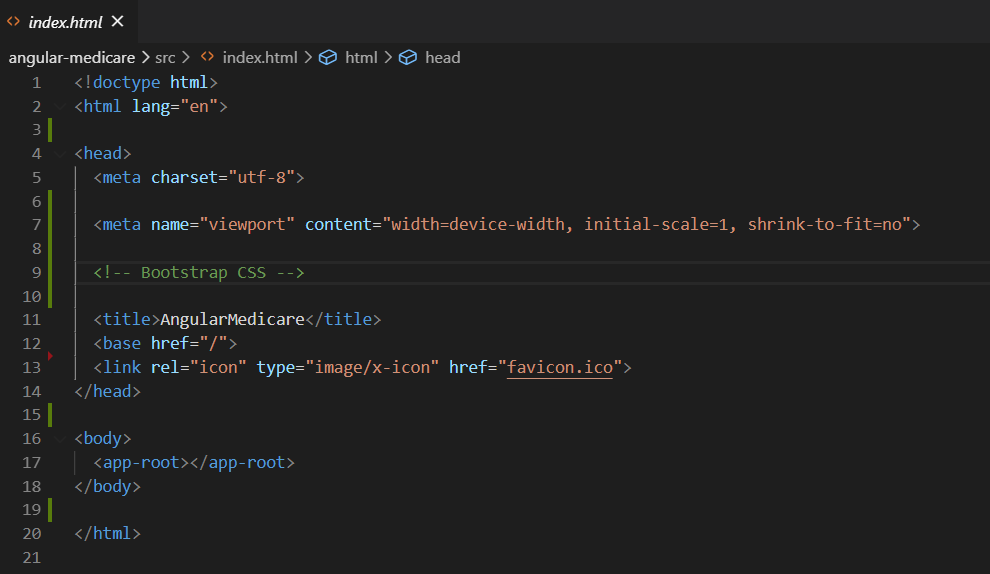 index.html
angular-medicare > src > index.html > html > head
1 <!doctype html>
2 <html lang="en">
3
4 <head>
5 <meta charset="utf-8">
6
7 <meta name="viewport" content="width=device-width, initial-scale=1, shrink-to-fit=no">
8
9 <!-- Bootstrap CSS -->
10
11 <title>AngularMedicare</title>
12 <base href="/">
13 <link rel="icon" type="image/x-icon" href="favicon.ico">
14 </head>
15
16 <body>
17 <app-root></app-root>
18 </body>
19
20 </html>
21